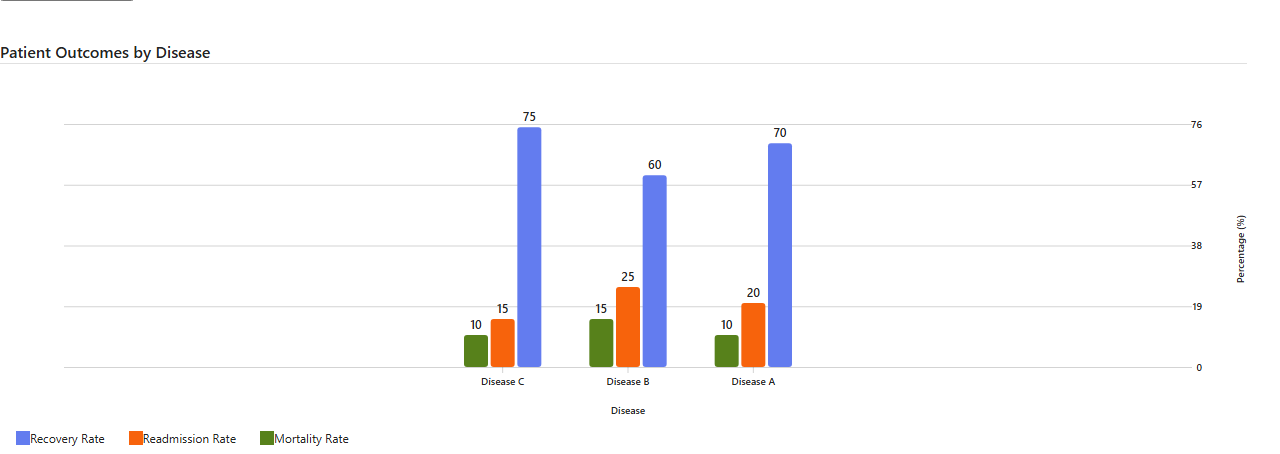 Patient Outcomes by Disease
75
76
70
60
57
38
Percentage (%)
25
20
15
15
19
10
10
0
Disease C
Disease B
Disease A
Disease
Recovery Rate
Readmission Rate
Mortality Rate